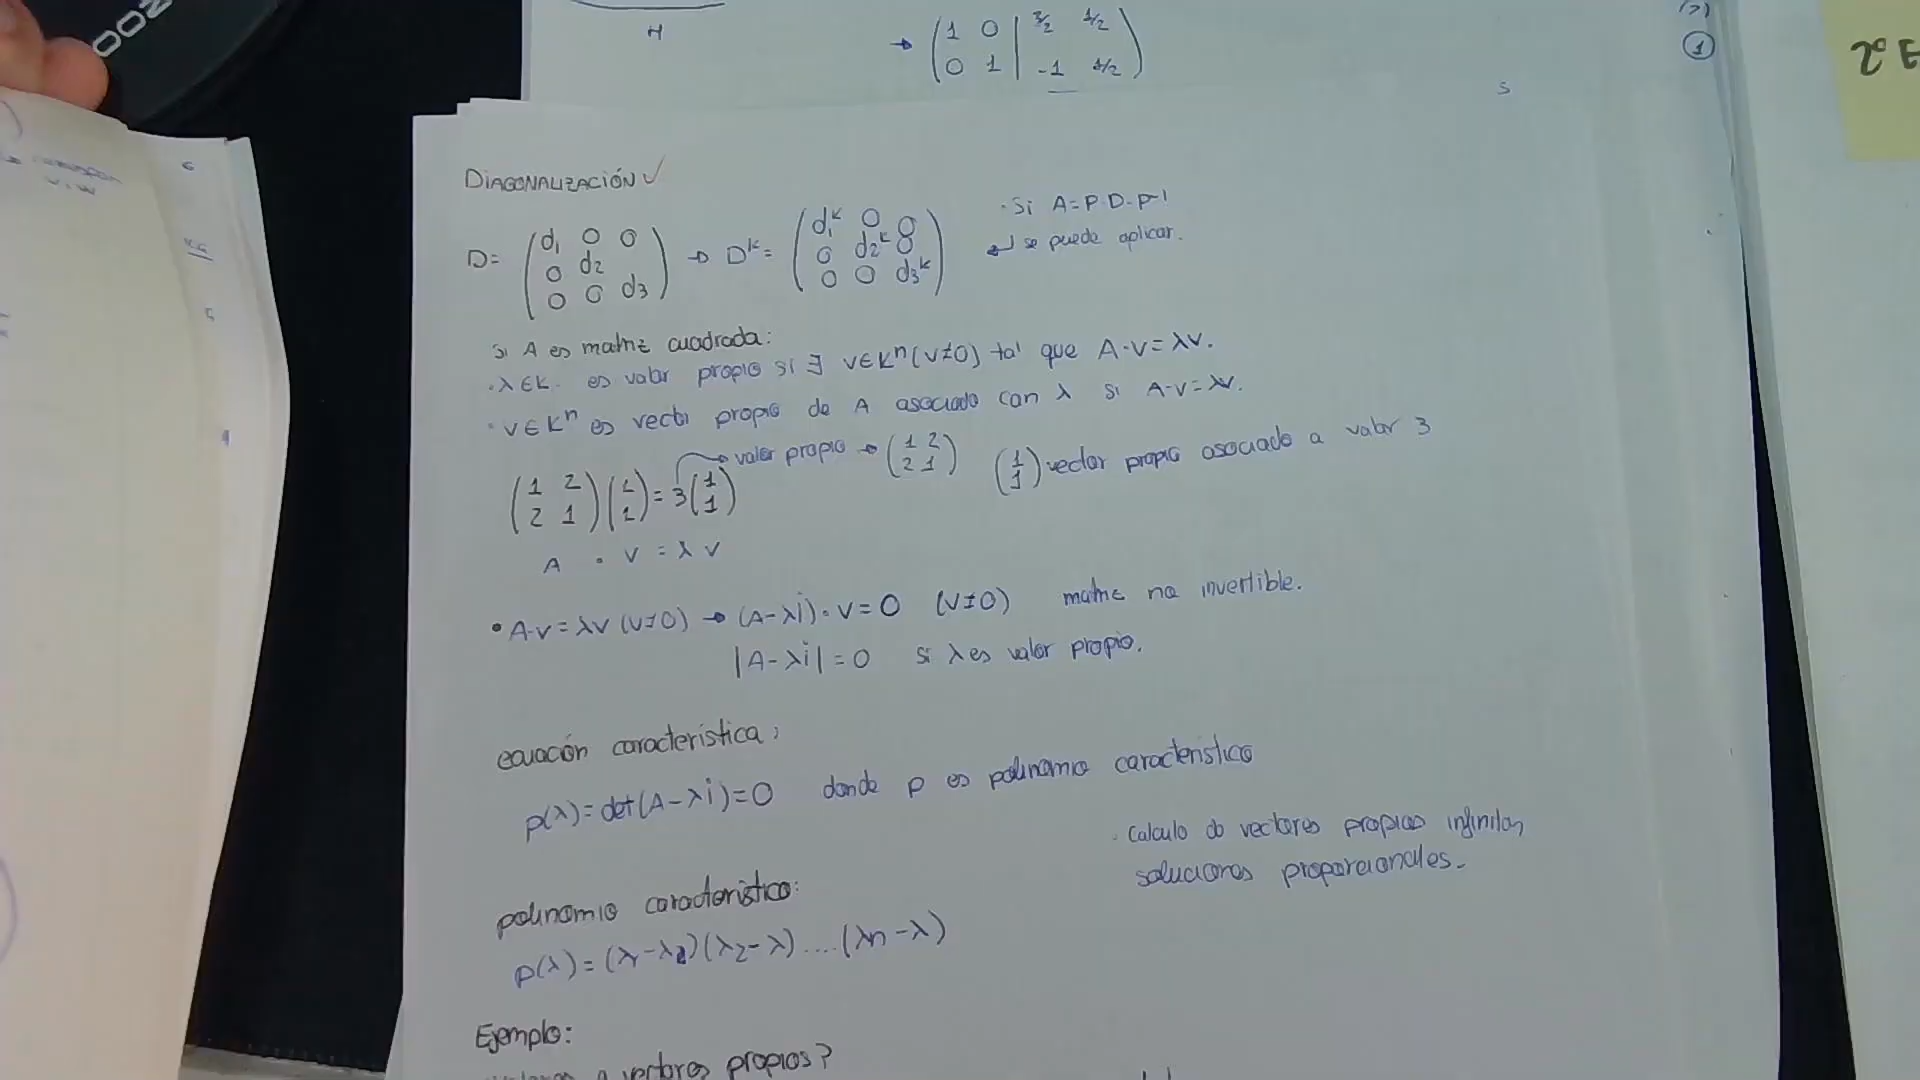 H
→ (1 0 | 3/2 1/2
0 1 | -1 1/2)
1
5
DIAGONALIZACIÓN ✓
D= (d1 0 0
0 d2
0 0 d3) → D^k = (d1^k 0 0
0 d2^k 0
0 0 d3^k)
· Si A=P·D·P-1
↵ se puede aplicar.
Si A es matriz cuadrada:
· λ∈K. es valor propio si ∃ v∈K^n (v≠0) tal que A·v=λv.
· v∈K^n es vector propio de A asociado con λ si A·v=λv.
(1 2
2 1)(1
1)=3(1
1) → valor propio → (1 2
2 1) (1
1) vector propio asociado a valor 3
A · v = λ v
· A·v=λv (v≠0) → (A-λi)·v=0 (v≠0) matriz no invertible.
|A-λi|=0 si λ es valor propio.
ecuación característica:
p(λ)=det(A-λi)=0 donde p es polinomio característico
· calculo do vectores propios infinitas
soluciones proporcionales.
polinomio característico:
(λ2-λ)....(λn-λ)
Ejemplo:
vectores propios?